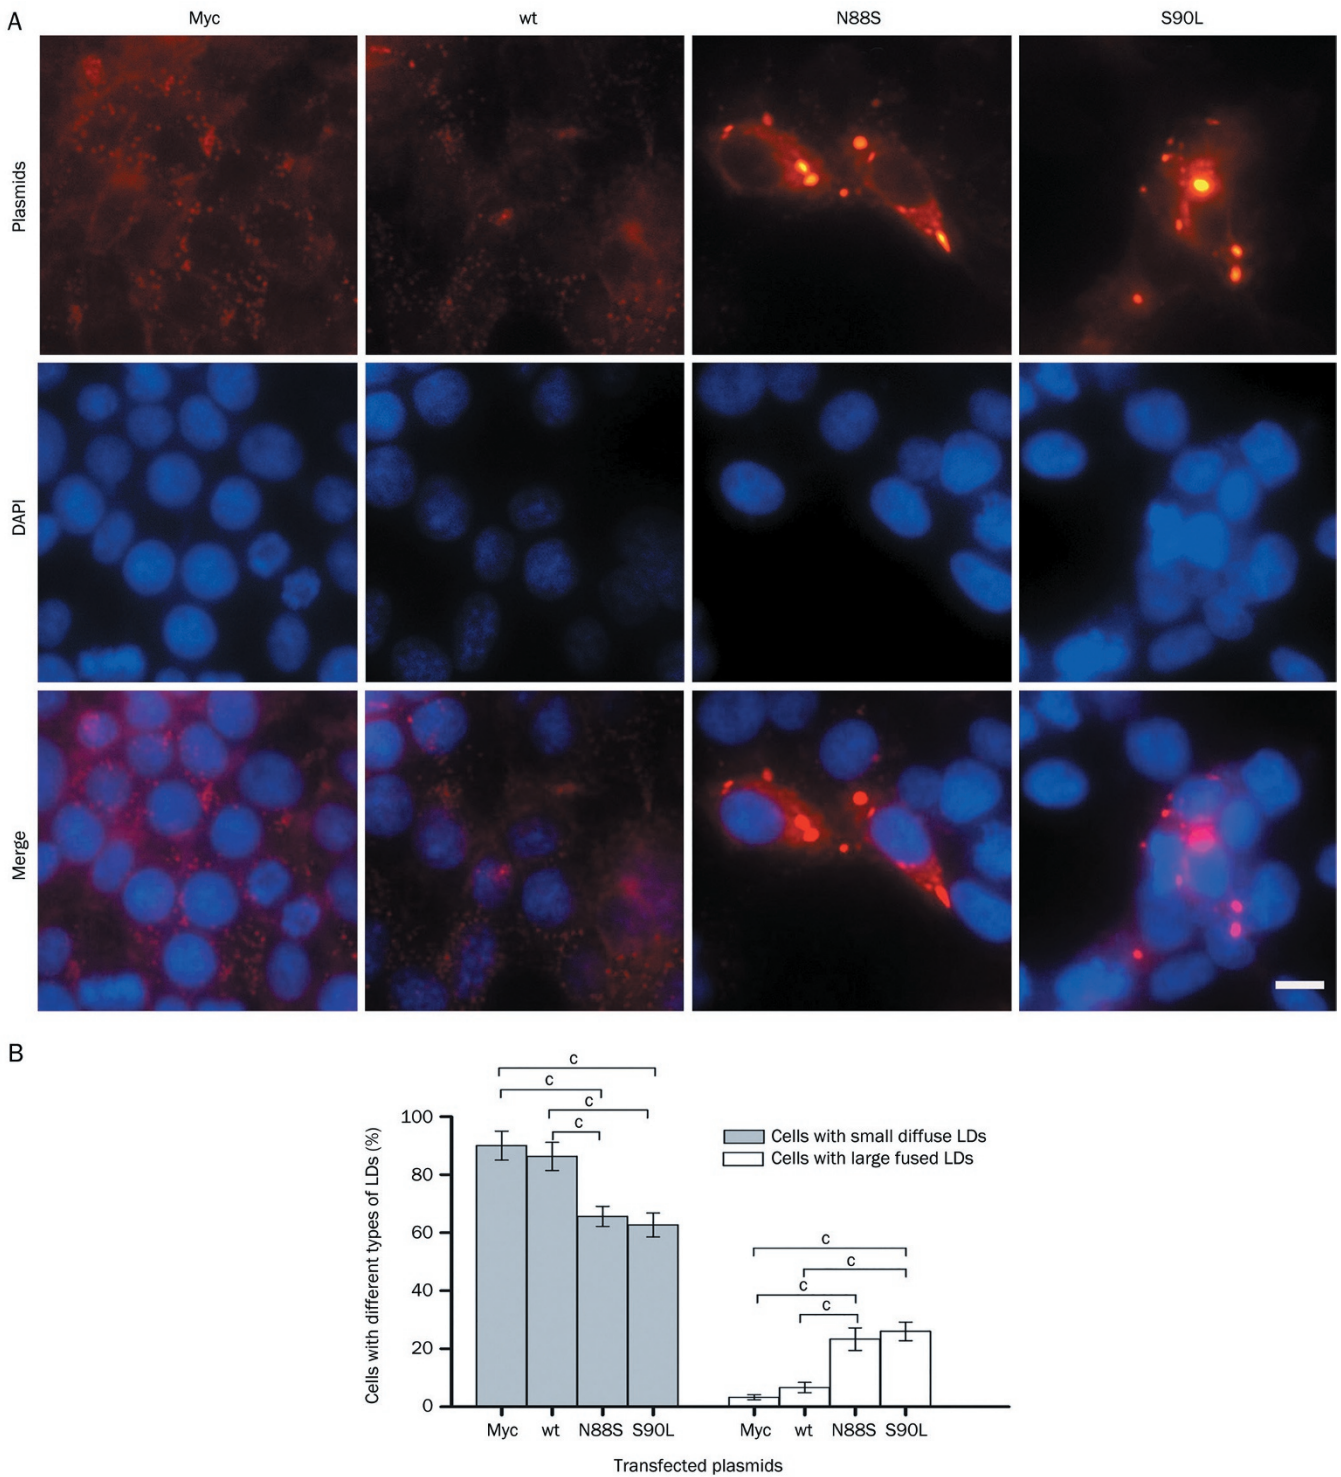 A
Myc wt N88S S90L
Plasmids
DAPI
Merge
B
c
c
c
c
Cells with different types of LDs (%)
100
80
60
40
20
0
Cells with small diffuse LDs
Cells with large fused LDs
c
c
c
c
Myc wt N88S S90L Myc wt N88S S90L
Transfected plasmids